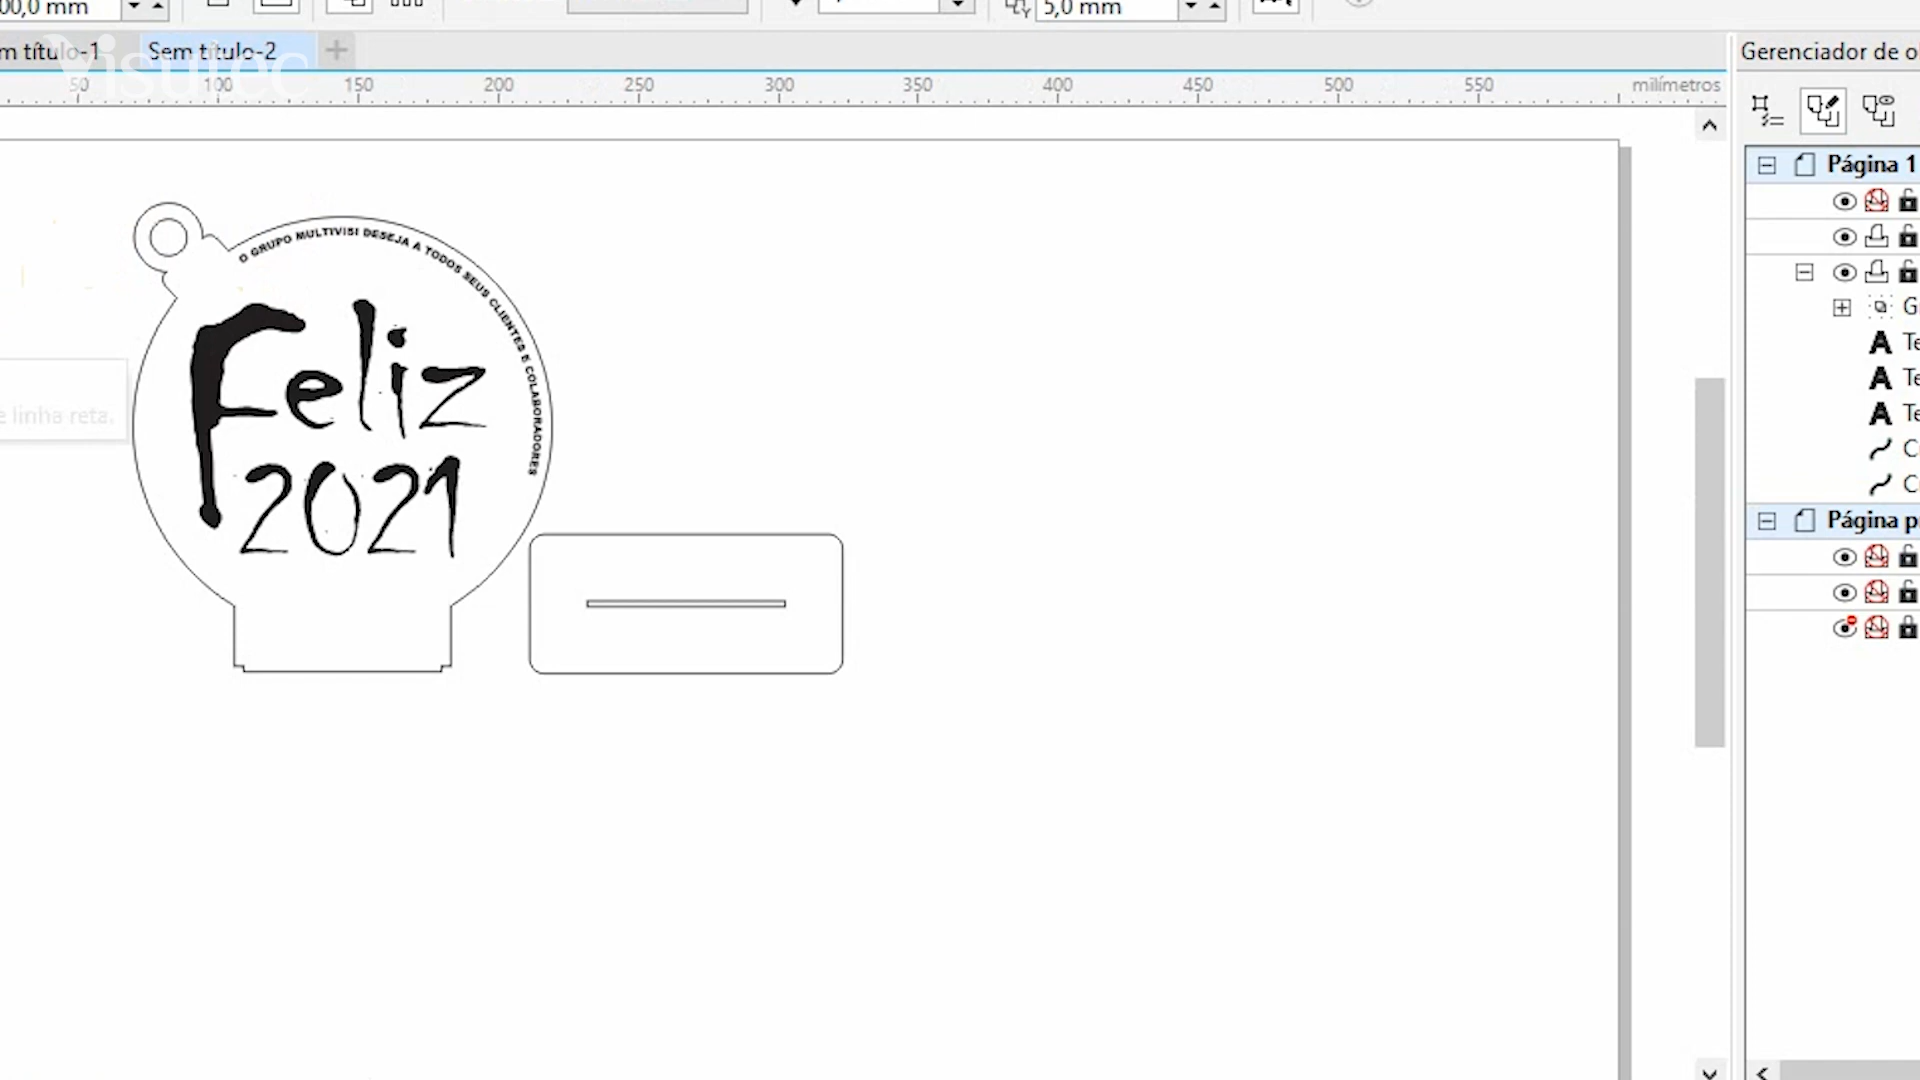 00,0 mm
5,0 mm
m título-1
Sem título-2
Visutec
Gerenciador de o
50 100 150 200 250 300 350 400 450 500 550 milímetros
Página 1
O GRUPO MULTIVISI DESEJA A TODOS SEUS CLIENTES E COLABORADORES
Feliz
2021
e linha reta.
G
Te
Te
Te
C
C
Página p